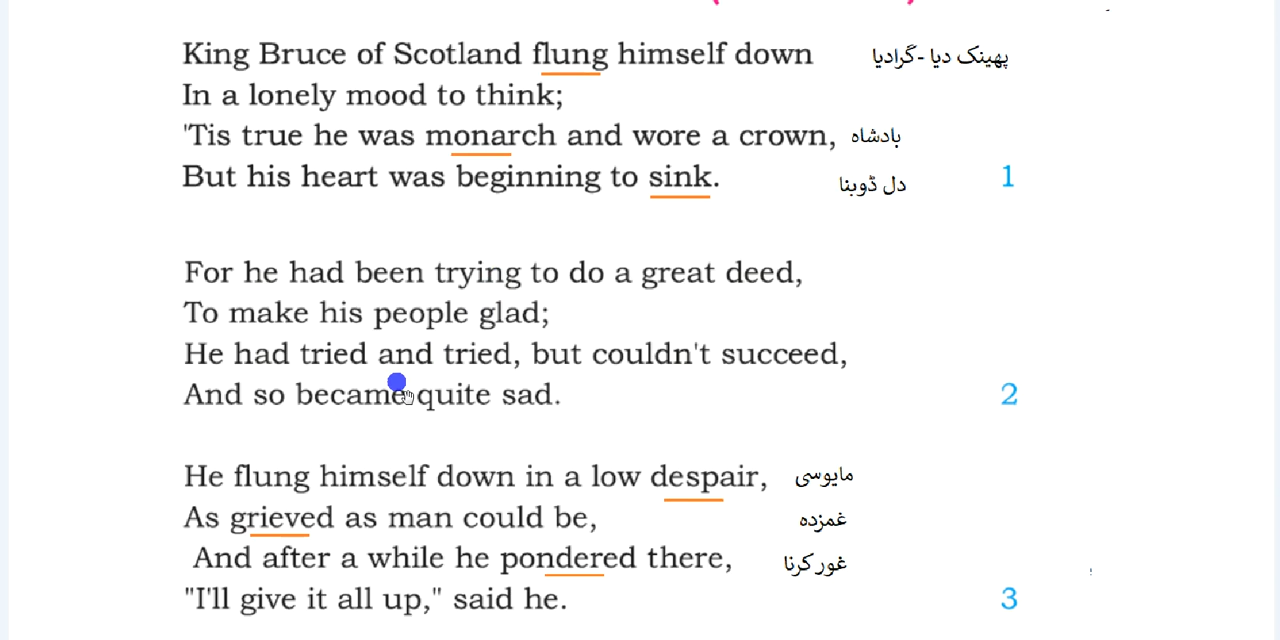 King Bruce of Scotland flung himself down پھینک دیا - گرادیا
In a lonely mood to think;
'Tis true he was monarch and wore a crown, بادشاہ
But his heart was beginning to sink. دل ڈوبنا 1
For he had been trying to do a great deed,
To make his people glad;
He had tried and tried, but couldn't succeed,
And so became quite sad. 2
He flung himself down in a low despair, مایوسی
As grieved as man could be, غمزدہ
And after a while he pondered there, غور کرنا
"I'll give it all up," said he. 3